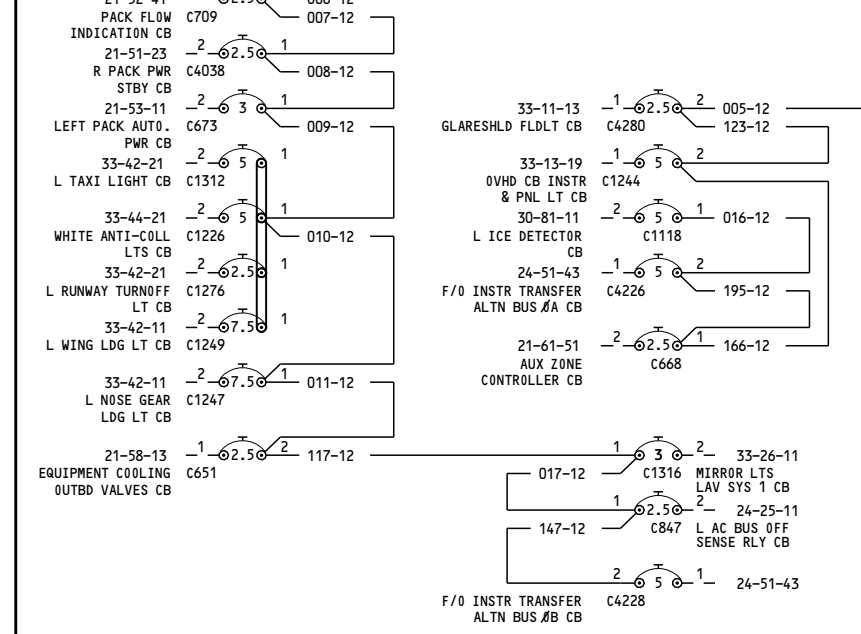 PACK FLOW C709 007-12
INDICATION CB
21-51-23 2 2.5 1
R PACK PWR C4038 008-12
STBY CB
21-53-11 2 3 1
LEFT PACK AUTO. C673 009-12
PWR CB
33-42-21 2 5 1
L TAXI LIGHT CB C1312
33-44-21 2 5 1
WHITE ANTI-COLL C1226 010-12
LTS CB
33-42-21 2 2.5 1
L RUNWAY TURNOFF C1276
LT CB
33-42-11 2 7.5 1
L WING LDG LT CB C1249
33-42-11 2 7.5 1 011-12
L NOSE GEAR C1247
LDG LT CB
21-58-13 1 2.5 2 117-12
EQUIPMENT COOLING C651
OUTBD VALVES CB
33-11-13 1 2.5 2 005-12
GLARESHLD FLDLT CB C4280 123-12
33-13-19 1 5 2
OVHD CB INSTR C1244
& PNL LT CB
30-81-11 2 5 1 016-12
L ICE DETECTOR C1118
CB
24-51-43 1 5 2
F/O INSTR TRANSFER C4226 195-12
ALTN BUS ØA CB
21-61-51 2 2.5 1 166-12
AUX ZONE C668
CONTROLLER CB
1 3 2 33-26-11
017-12 C1316 MIRROR LTS
LAV SYS 1 CB
1 2.5 2 24-25-11
147-12 C847 L AC BUS OFF
SENSE RLY CB
2 5 1 24-51-43
F/O INSTR TRANSFER C4228
ALTN BUS ØB CB